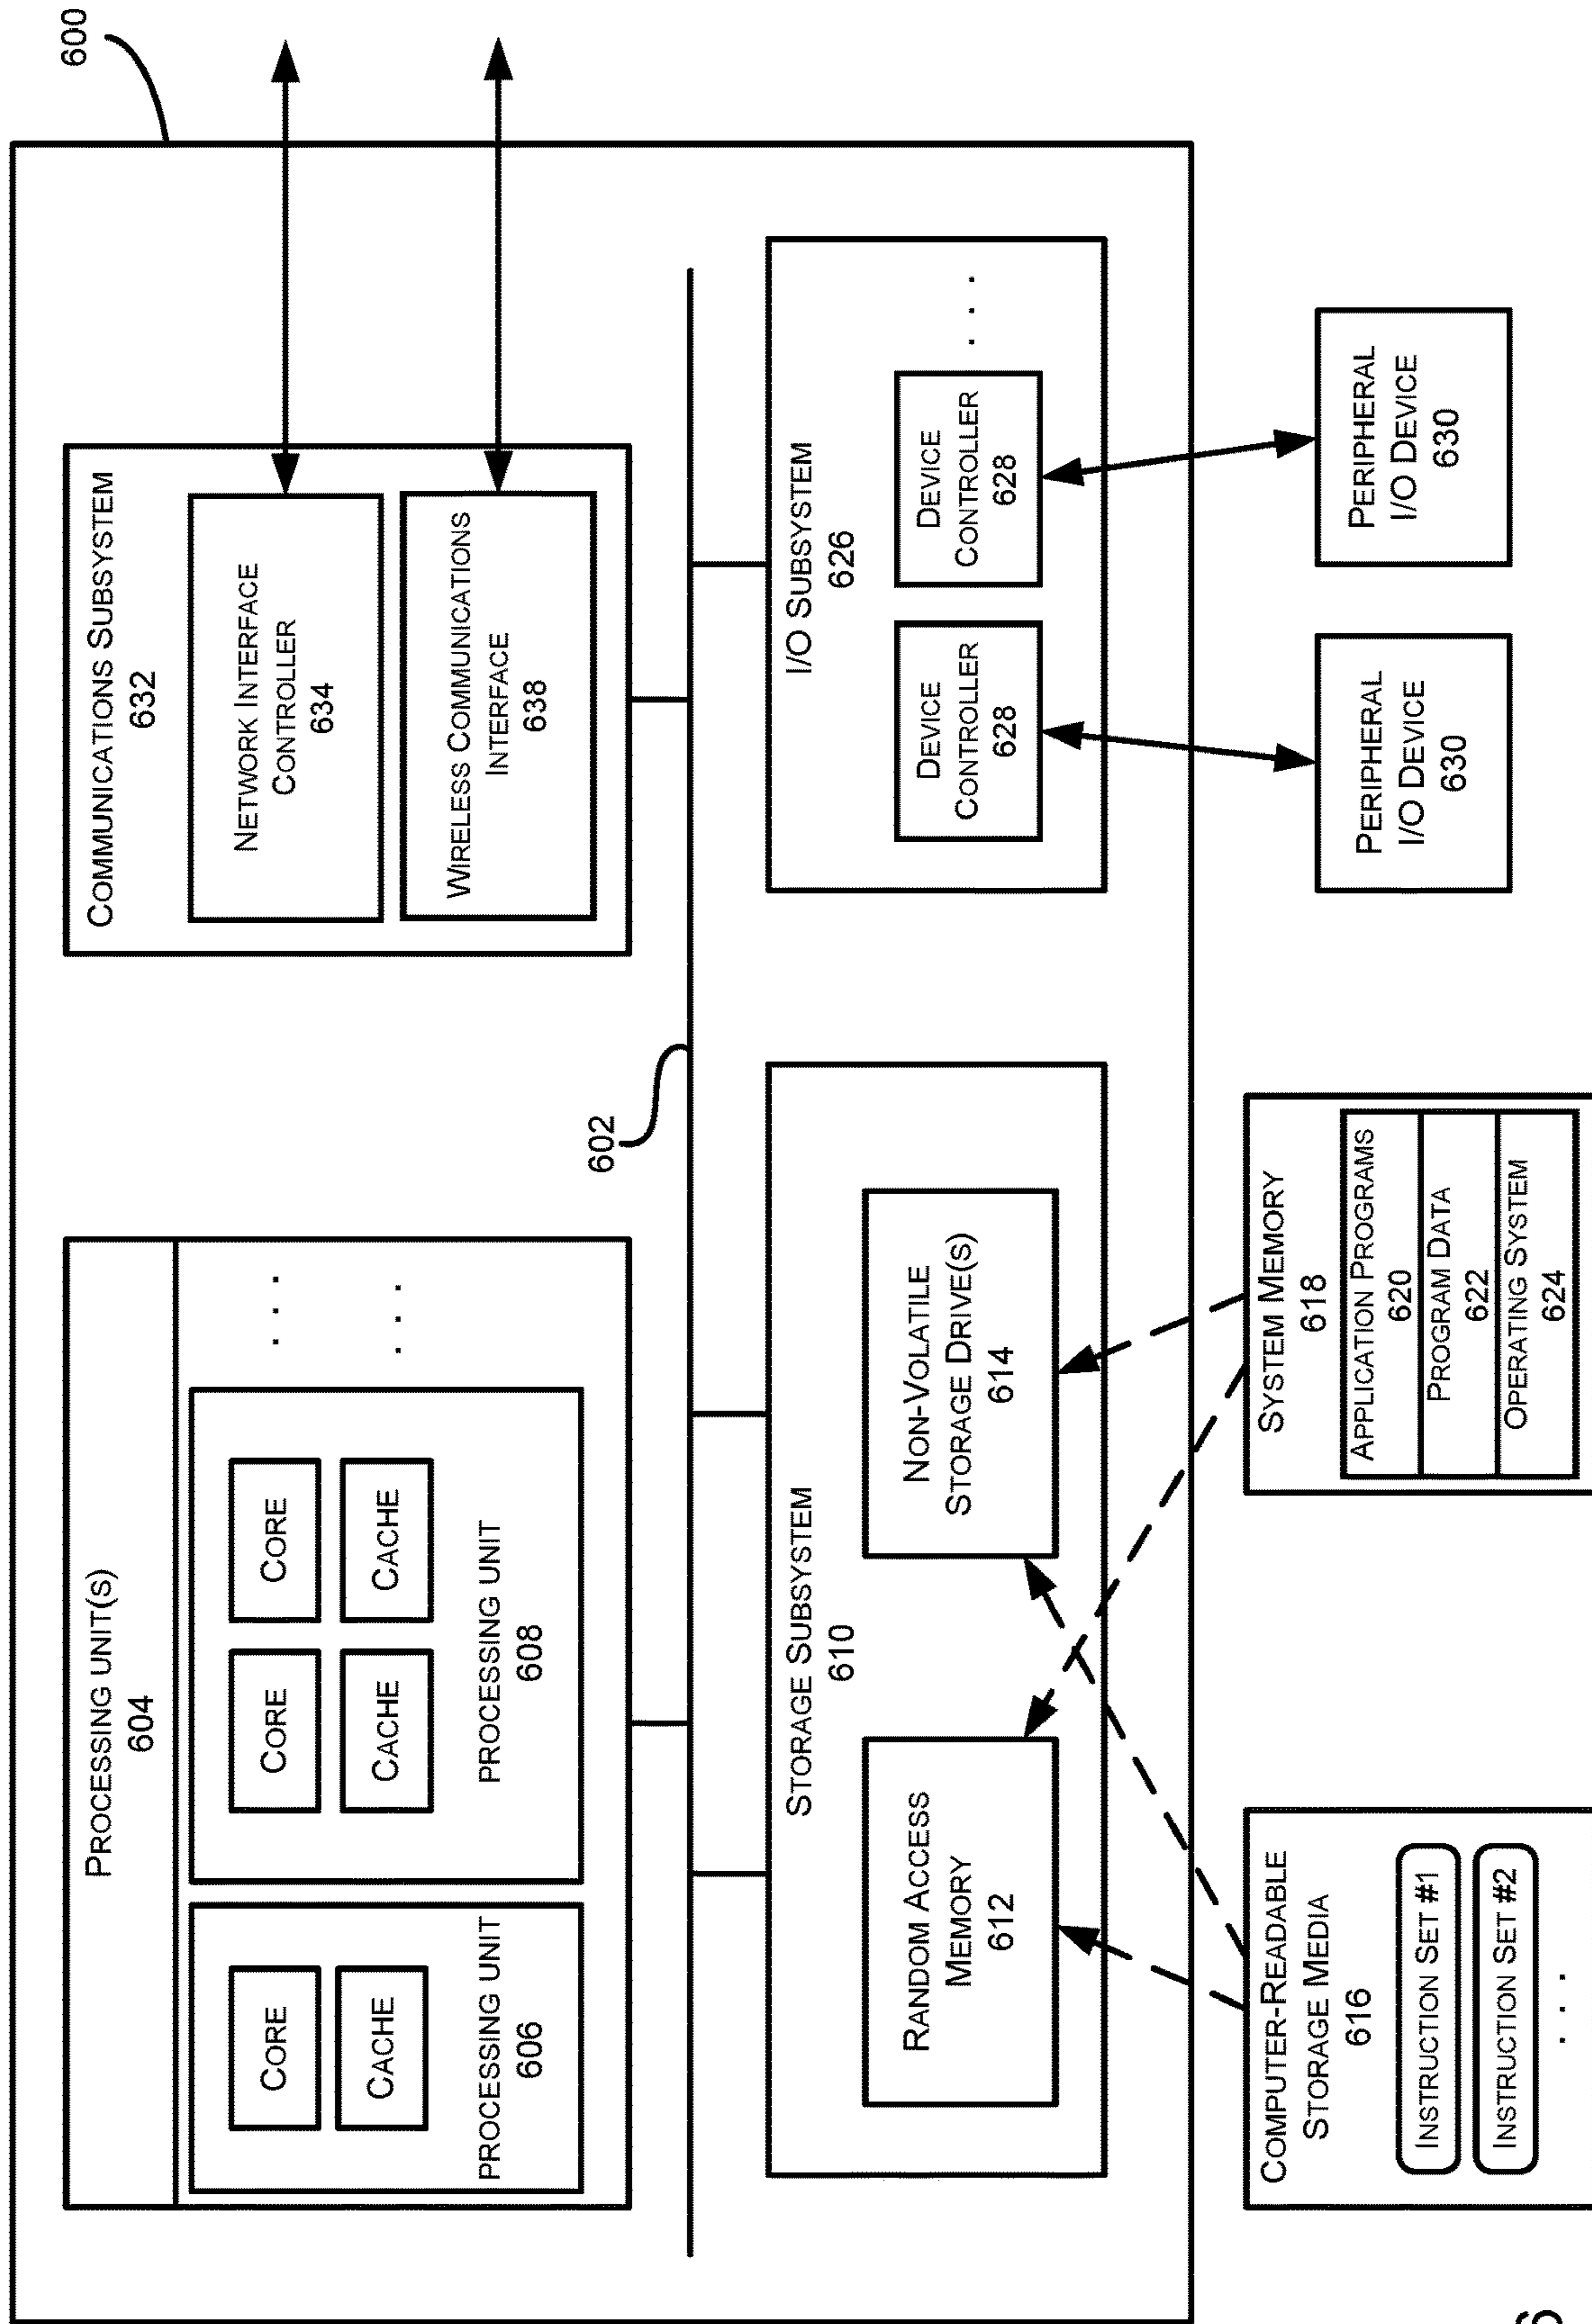 600
PROCESSING UNIT(S)
604
CORE
CACHE
PROCESSING UNIT
606
CORE
CORE
CACHE
CACHE
PROCESSING UNIT
608
. . .
. . .
COMMUNICATIONS SUBSYSTEM
632
NETWORK INTERFACE
CONTROLLER
634
WIRELESS COMMUNICATIONS
INTERFACE
638
602
STORAGE SUBSYSTEM
610
RANDOM ACCESS
MEMORY
612
NON-VOLATILE
STORAGE DRIVE(S)
614
I/O SUBSYSTEM
626
DEVICE
CONTROLLER
628
DEVICE
CONTROLLER
628
. . .
COMPUTER-READABLE
STORAGE MEDIA
616
INSTRUCTION SET #1
INSTRUCTION SET #2
. . .
SYSTEM MEMORY
618
APPLICATION PROGRAMS
620
PROGRAM DATA
622
OPERATING SYSTEM
624
PERIPHERAL
I/O DEVICE
630
PERIPHERAL
I/O DEVICE
630